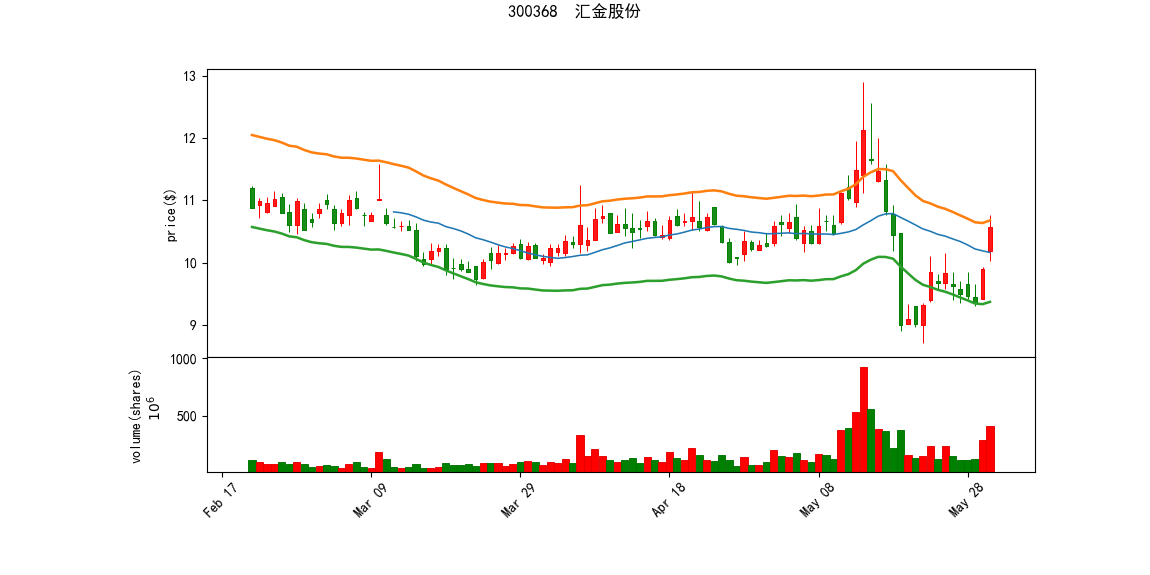 300368 汇金股份
13
12
11
10
9
price($)
1000
500
volume(shares)
10^6
Feb 17
Mar 09
Mar 29
Apr 18
May 08
May 28